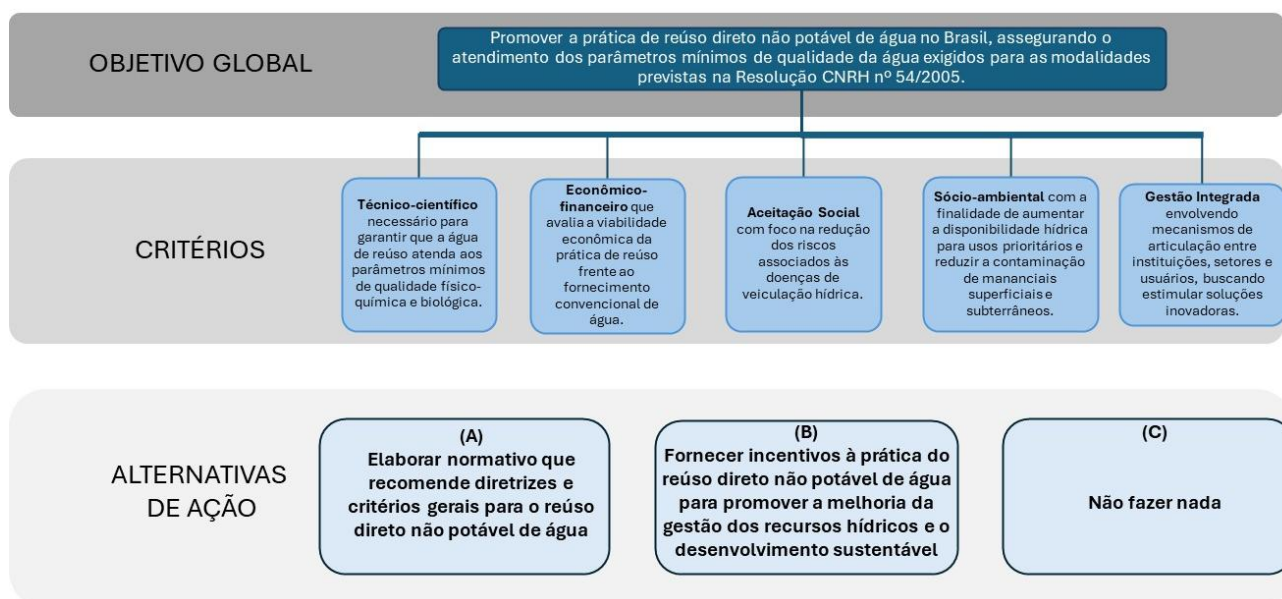 OBJETIVO GLOBAL
Promover a prática de reúso direto não potável de água no Brasil, assegurando o
atendimento dos parâmetros mínimos de qualidade da água exigidos para as modalidades
previstas na Resolução CNRH nº 54/2005.
CRITÉRIOS
Técnico-científico
necessário para
garantir que a água
de reúso atenda aos
parâmetros mínimos
de qualidade físico-
química e biológica.
Econômico-
financeiro que
avalia a viabilidade
econômica da
prática de reúso
frente ao
fornecimento
convencional de
água.
Aceitação Social
com foco na redução
dos riscos
associados às
doenças de
veiculação hídrica.
Sócio-ambiental com a
finalidade de aumentar
a disponibilidade hídrica
para usos prioritários e
reduzir a contaminação
de mananciais
superficiais e
subterrâneos.
Gestão Integrada
envolvendo
mecanismos de
articulação entre
instituições, setores e
usuários, buscando
estimular soluções
inovadoras.
ALTERNATIVAS
DE AÇÃO
(A)
Elaborar normativo que
recomende diretrizes e
critérios gerais para o reúso
direto não potável de água
(B)
Fornecer incentivos à prática do
reúso direto não potável de água
para promover a melhoria da
gestão dos recursos hídricos e o
desenvolvimento sustentável
(C)
Não fazer nada